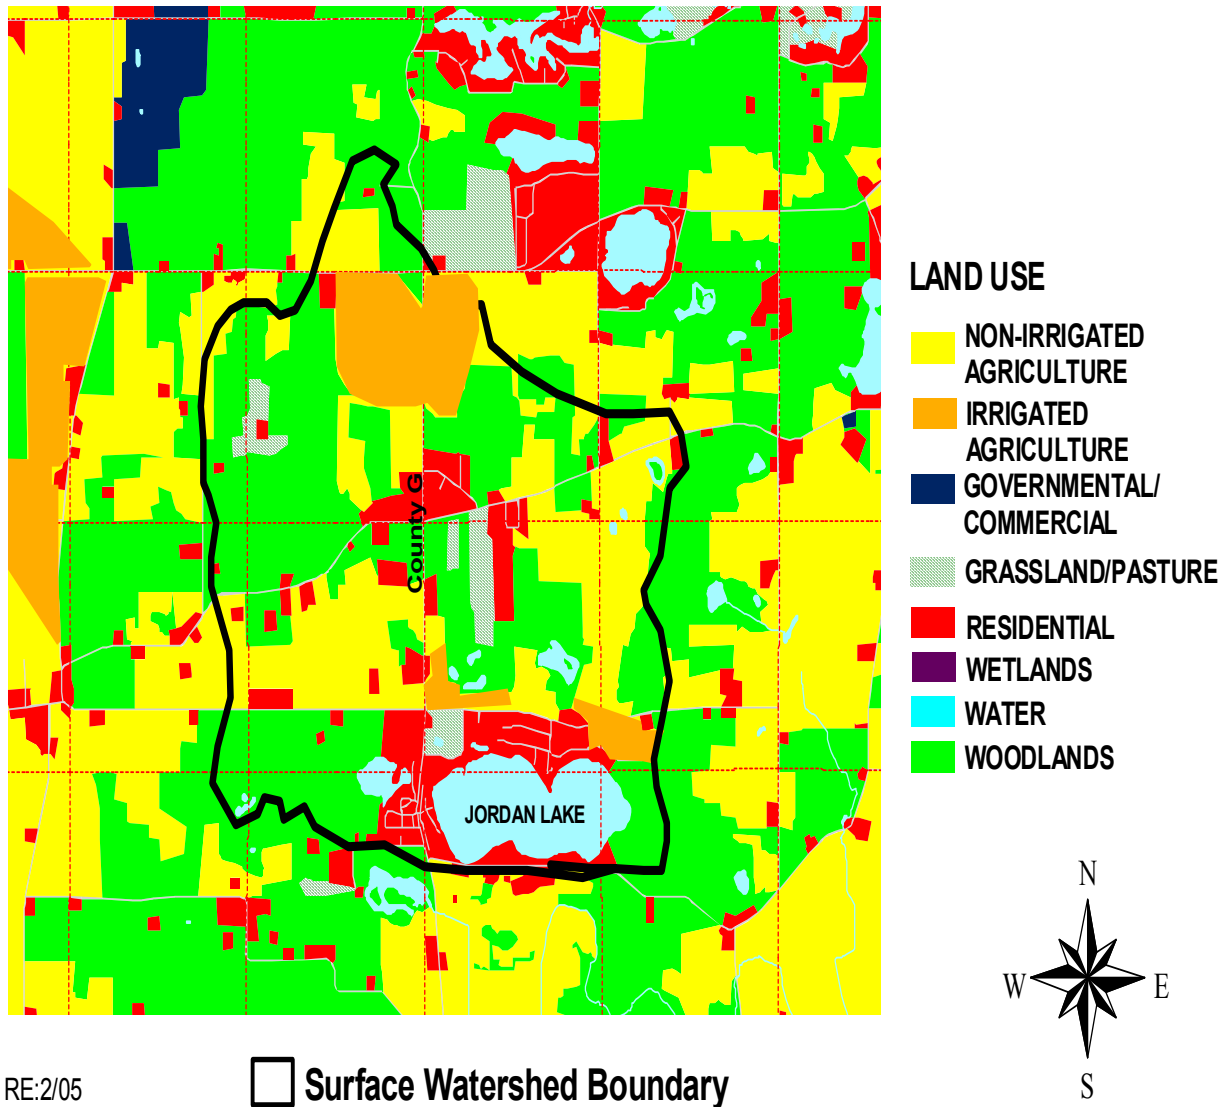 LAND USE
NON-IRRIGATED
AGRICULTURE
IRRIGATED
AGRICULTURE
GOVERNMENTAL/
COMMERCIAL
GRASSLAND/PASTURE
RESIDENTIAL
WETLANDS
WATER
WOODLANDS
County G
JORDAN LAKE
N
W
E
S
RE:2/05
Surface Watershed Boundary